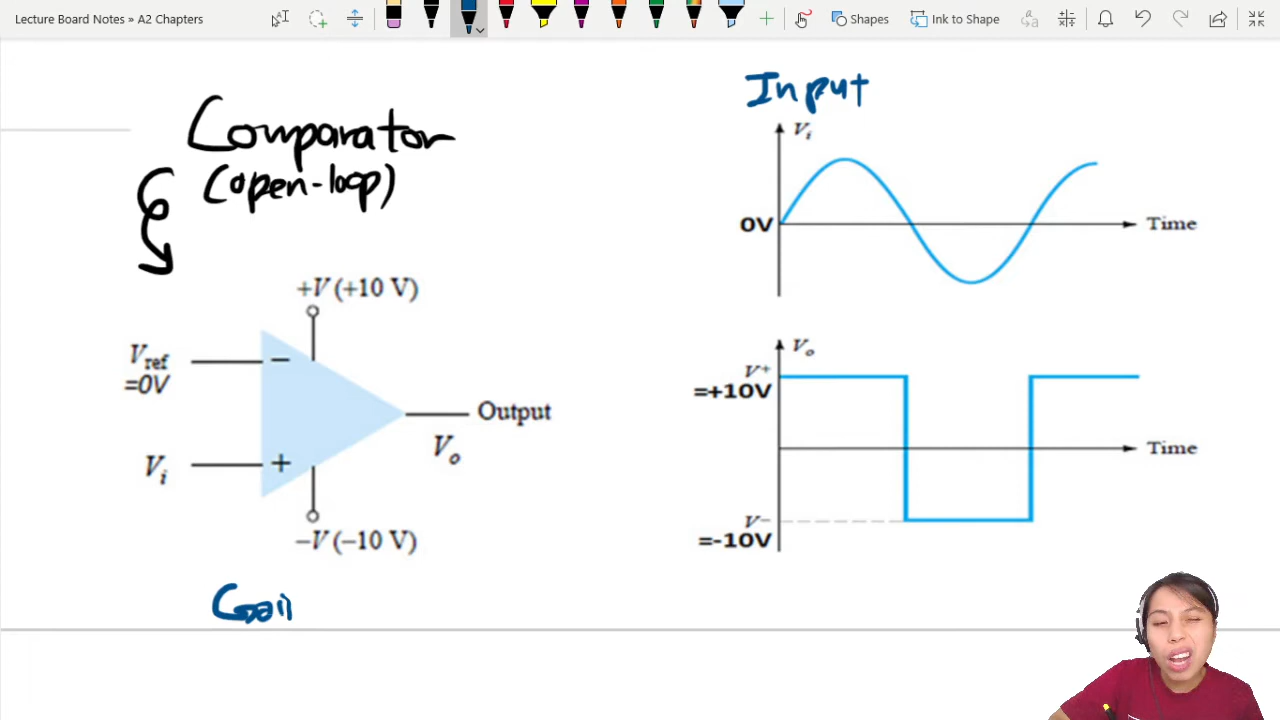 Lecture Board Notes » A2 Chapters
Shapes
Ink to Shape
Comparator
(open-loop)
+V (+10 V)
Vref
=0V
−
Vi
+
Output
Vo
−V (−10 V)
Gain
Input
Vi
0V
Time
Vo
V+
=+10V
Time
V−
=-10V